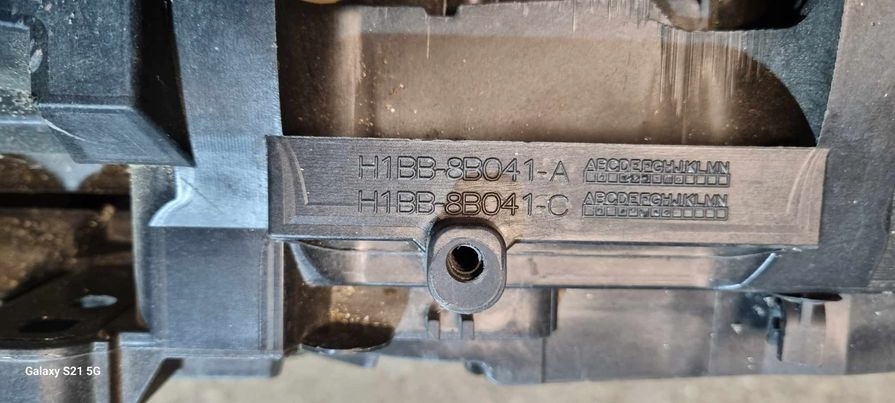 H1BB-8B041-A ABCDEFGHJKLMN
H1BB-8B041-C ABCDEFGHJKLMN
Galaxy S21 5G